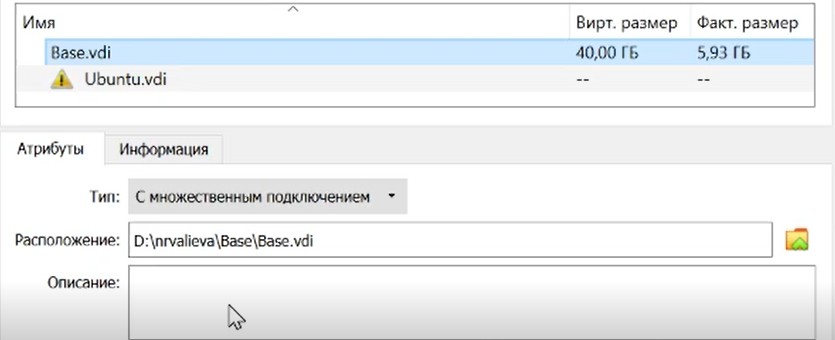 Имя Вирт. размер Факт. размер
Base.vdi 40,00 ГБ 5,93 ГБ
Ubuntu.vdi -- --
Атрибуты Информация
Тип: С множественным подключением
Расположение: D:\nrvalieva\Base\Base.vdi
Описание: